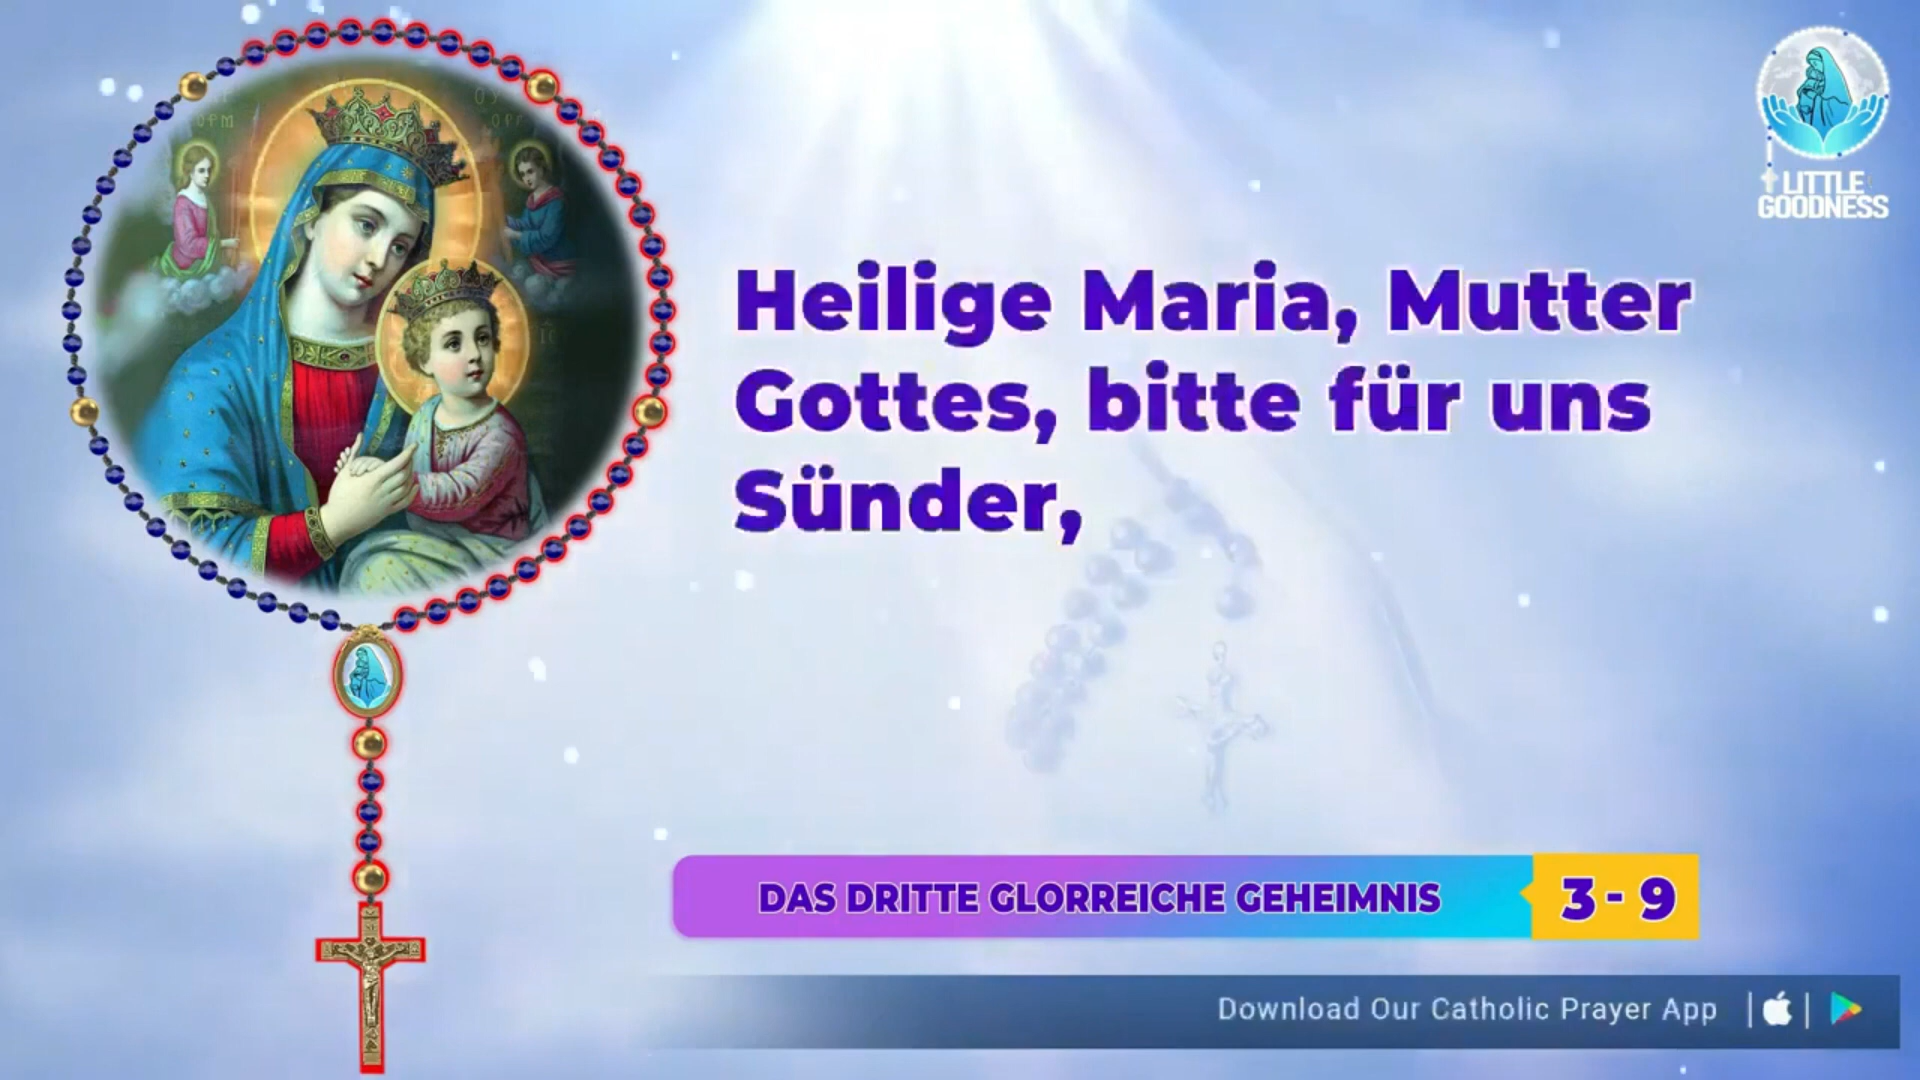 LITTLE
GOODNESS
Heilige Maria, Mutter
Gottes, bitte für uns
Sünder,
DAS DRITTE GLORREICHE GEHEIMNIS
3 - 9
Download Our Catholic Prayer App